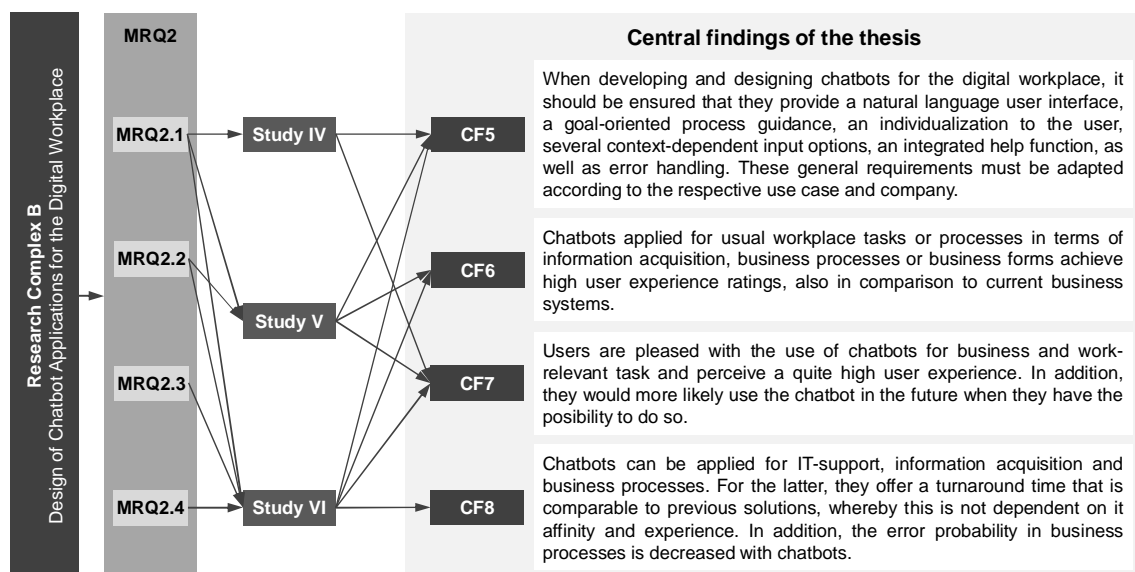 Research Complex B
Design of Chatbot Applications for the Digital Workplace
MRQ2
MRQ2.1
MRQ2.2
MRQ2.3
MRQ2.4
Study IV
Study V
Study VI
Central findings of the thesis
CF5
When developing and designing chatbots for the digital workplace, it
should be ensured that they provide a natural language user interface,
a goal-oriented process guidance, an individualization to the user,
several context-dependent input options, an integrated help function, as
well as error handling. These general requirements must be adapted
according to the respective use case and company.
CF6
Chatbots applied for usual workplace tasks or processes in terms of
information acquisition, business processes or business forms achieve
high user experience ratings, also in comparison to current business
systems.
CF7
Users are pleased with the use of chatbots for business and work-
relevant task and perceive a quite high user experience. In addition,
they would more likely use the chatbot in the future when they have the
posibility to do so.
CF8
Chatbots can be applied for IT-support, information acquisition and
business processes. For the latter, they offer a turnaround time that is
comparable to previous solutions, whereby this is not dependent on it
affinity and experience. In addition, the error probability in business
processes is decreased with chatbots.